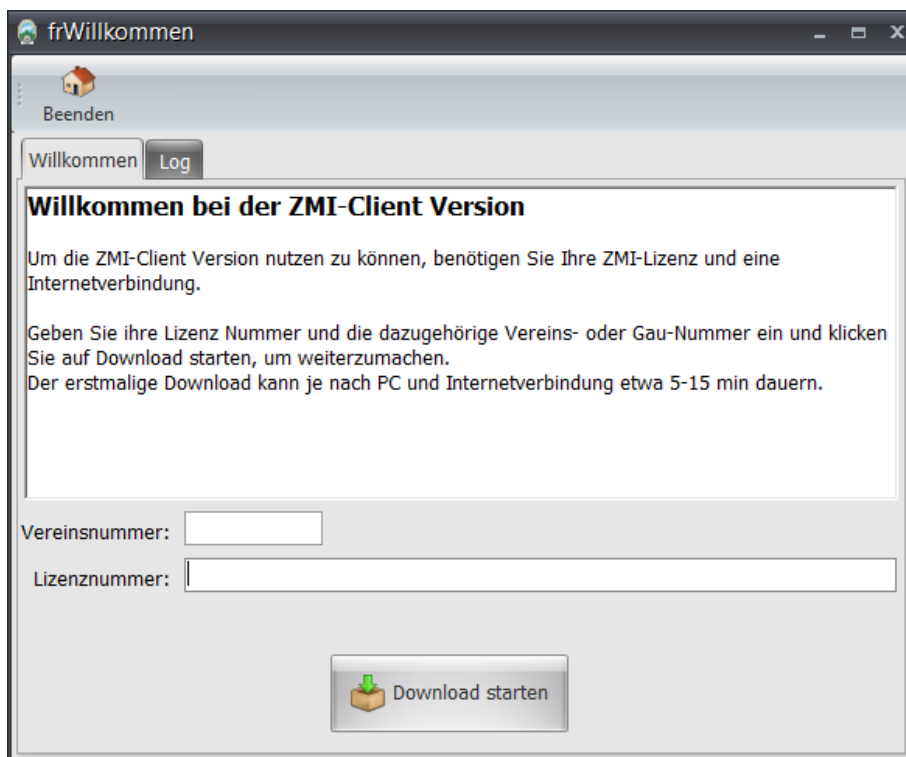 frWillkommen
Beenden
Willkommen Log
Willkommen bei der ZMI-Client Version
Um die ZMI-Client Version nutzen zu können, benötigen Sie Ihre ZMI-Lizenz und eine
Internetverbindung.
Geben Sie ihre Lizenz Nummer und die dazugehörige Vereins- oder Gau-Nummer ein und klicken
Sie auf Download starten, um weiterzumachen.
Der erstmalige Download kann je nach PC und Internetverbindung etwa 5-15 min dauern.
Vereinsnummer:
Lizenznummer:
Download starten